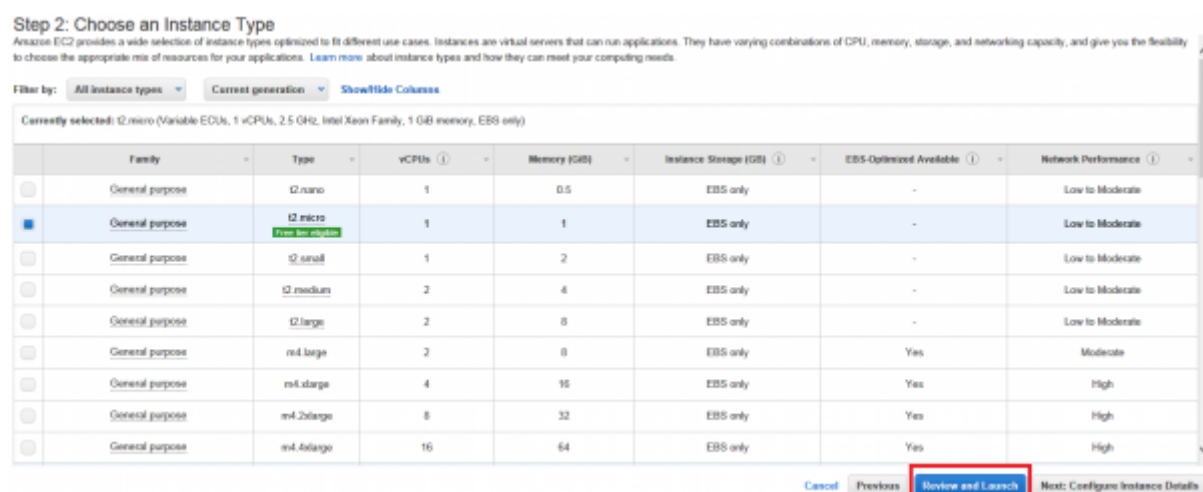 Step 2: Choose an Instance Type
Amazon EC2 provides a wide selection of instance types optimized to fit different use cases. Instances are virtual servers that can run applications. They have varying combinations of CPU, memory, storage, and networking capacity, and give you the flexibility
to choose the appropriate mix of resources for your applications. Learn more about instance types and how they can meet your computing needs.
Filter by: All instance types Current generation Show/Hide Columns
Currently selected: t2.micro (Variable ECUs, 1 vCPUs, 2.5 GHz, Intel Xeon Family, 1 GiB memory, EBS only)
Family Type vCPUs Memory (GiB) Instance Storage (GB) EBS-Optimized Available Network Performance
General purpose t2.nano 1 0.5 EBS only - Low to Moderate
General purpose t2.micro 1 1 EBS only - Low to Moderate
Free tier eligible
General purpose t2.small 1 2 EBS only - Low to Moderate
General purpose t2.medium 2 4 EBS only - Low to Moderate
General purpose t2.large 2 8 EBS only - Low to Moderate
General purpose m4.large 2 8 EBS only Yes Moderate
General purpose m4.xlarge 4 16 EBS only Yes High
General purpose m4.2xlarge 8 32 EBS only Yes High
General purpose m4.4xlarge 16 64 EBS only Yes High
Cancel Previous Review and Launch Next: Configure Instance Details